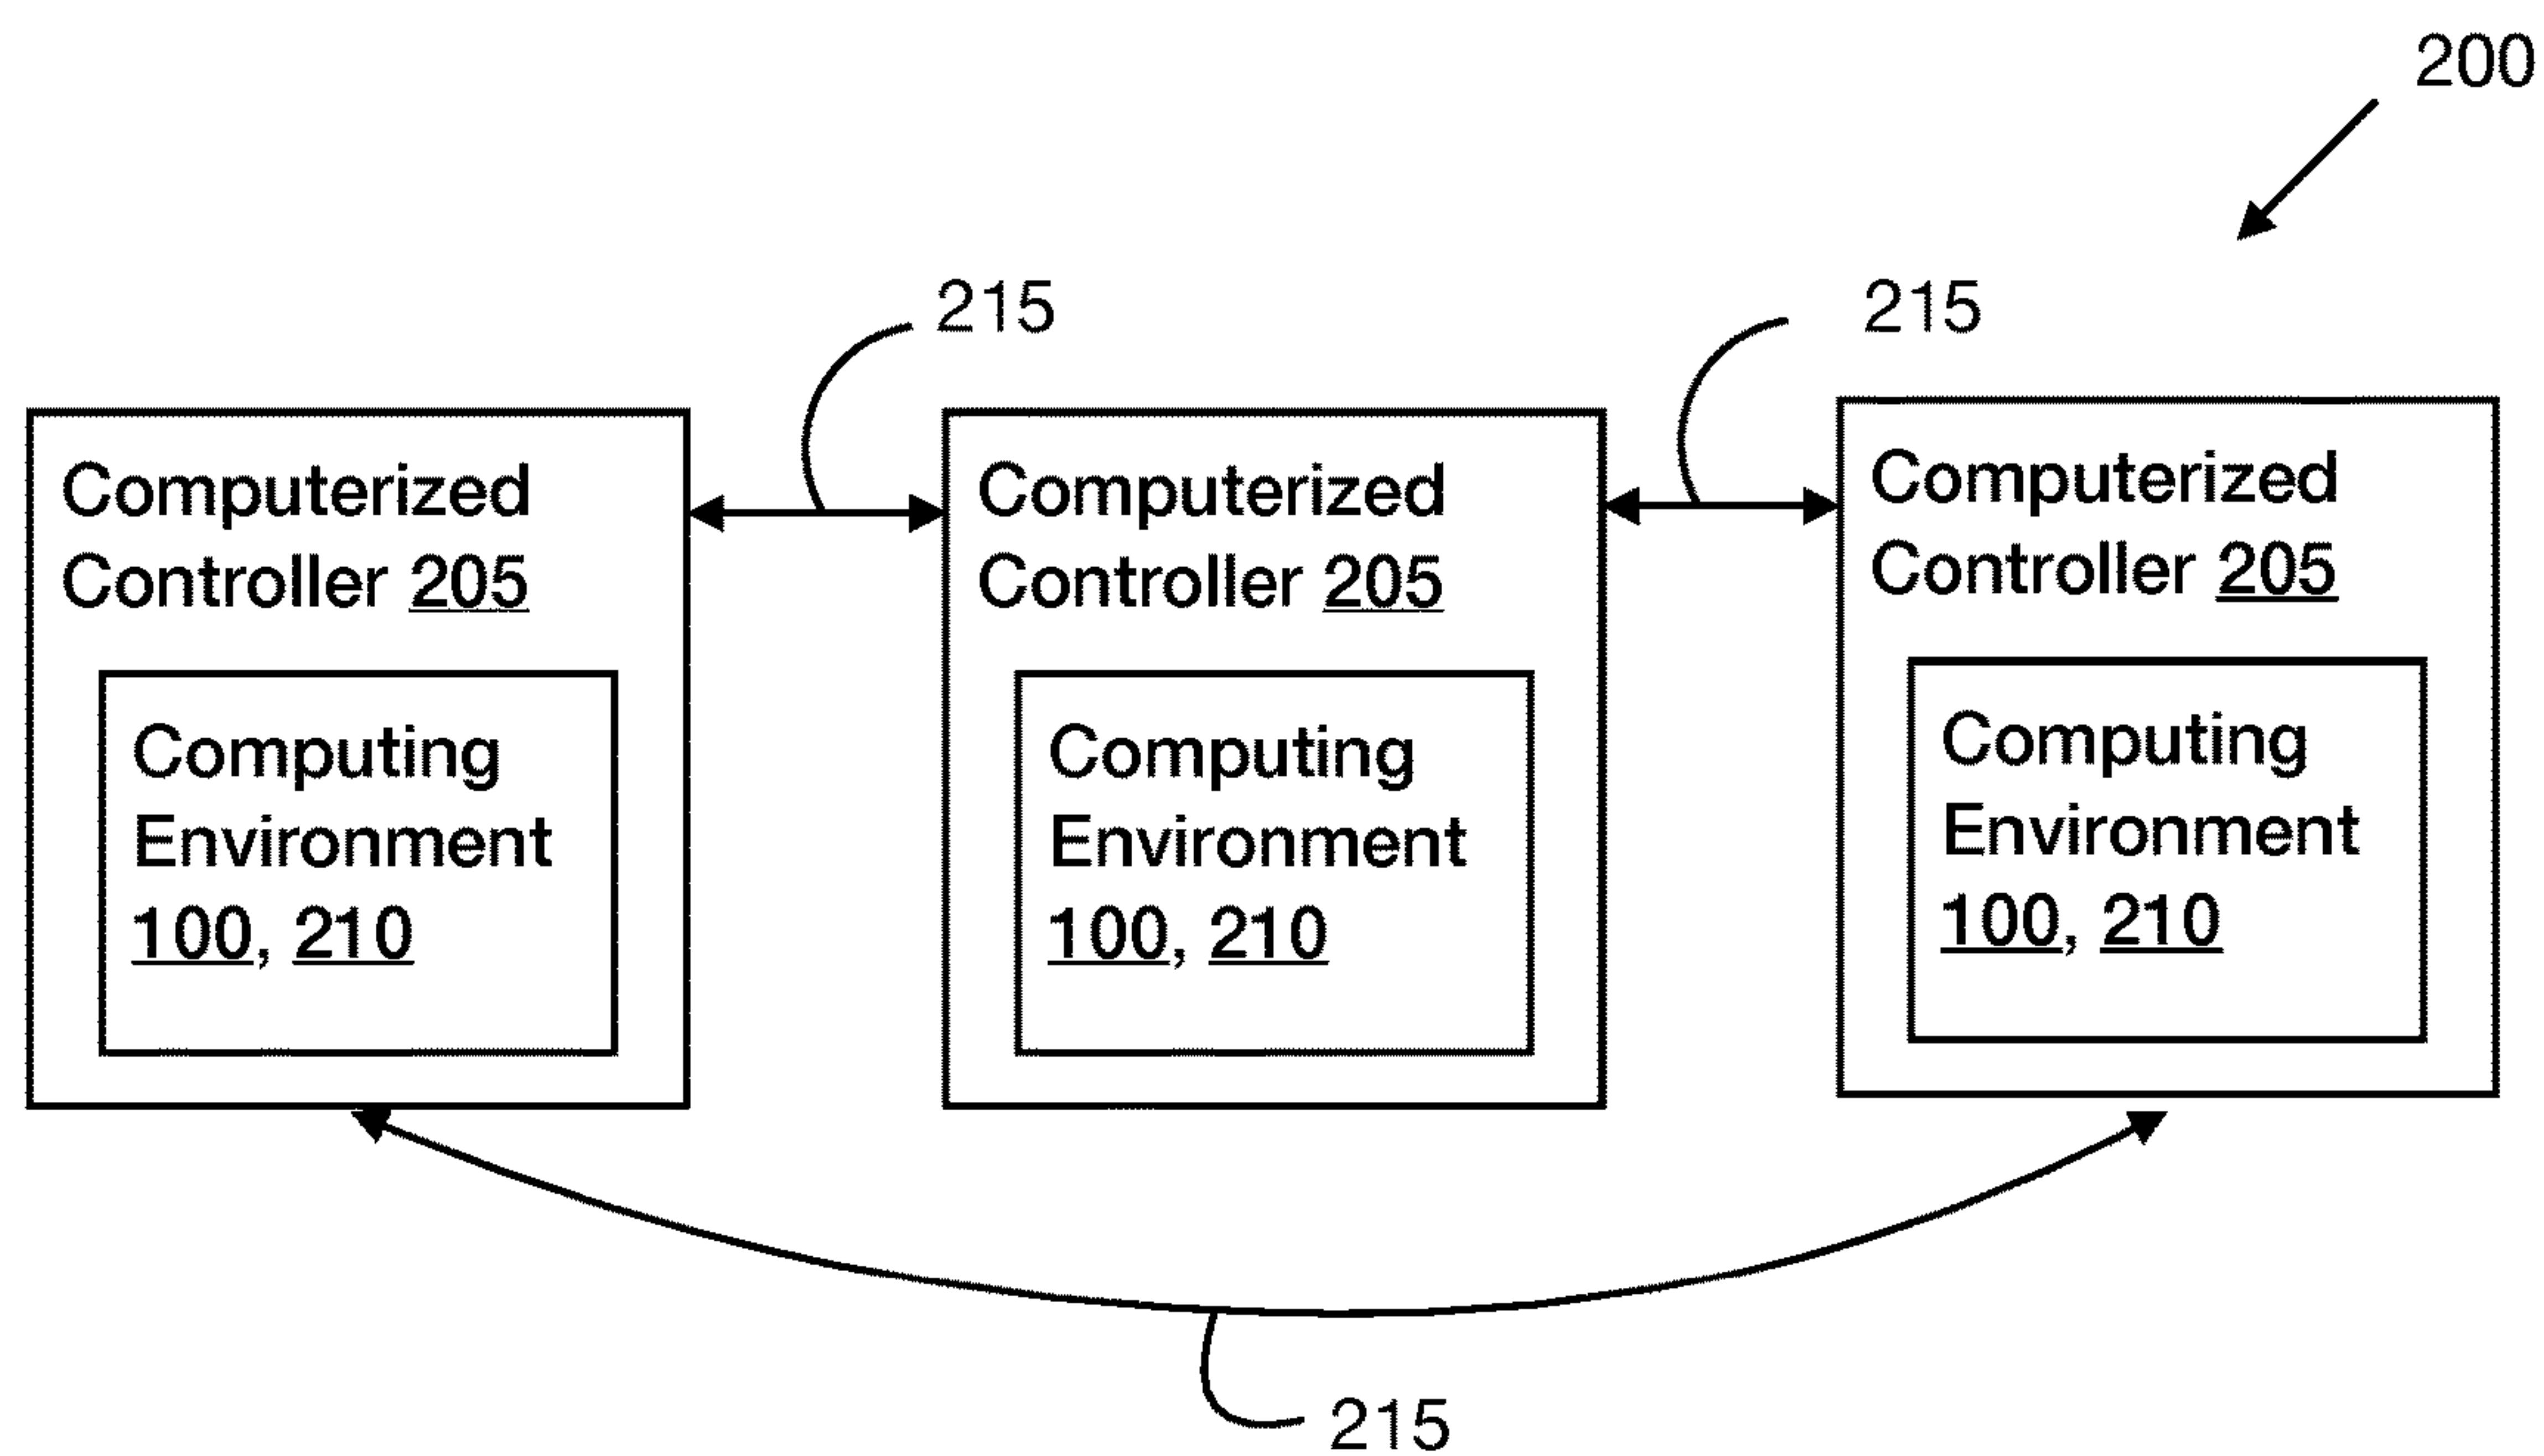 200
215
215
Computerized
Controller 205
Computing
Environment
100, 210
Computerized
Controller 205
Computing
Environment
100, 210
Computerized
Controller 205
Computing
Environment
100, 210
215